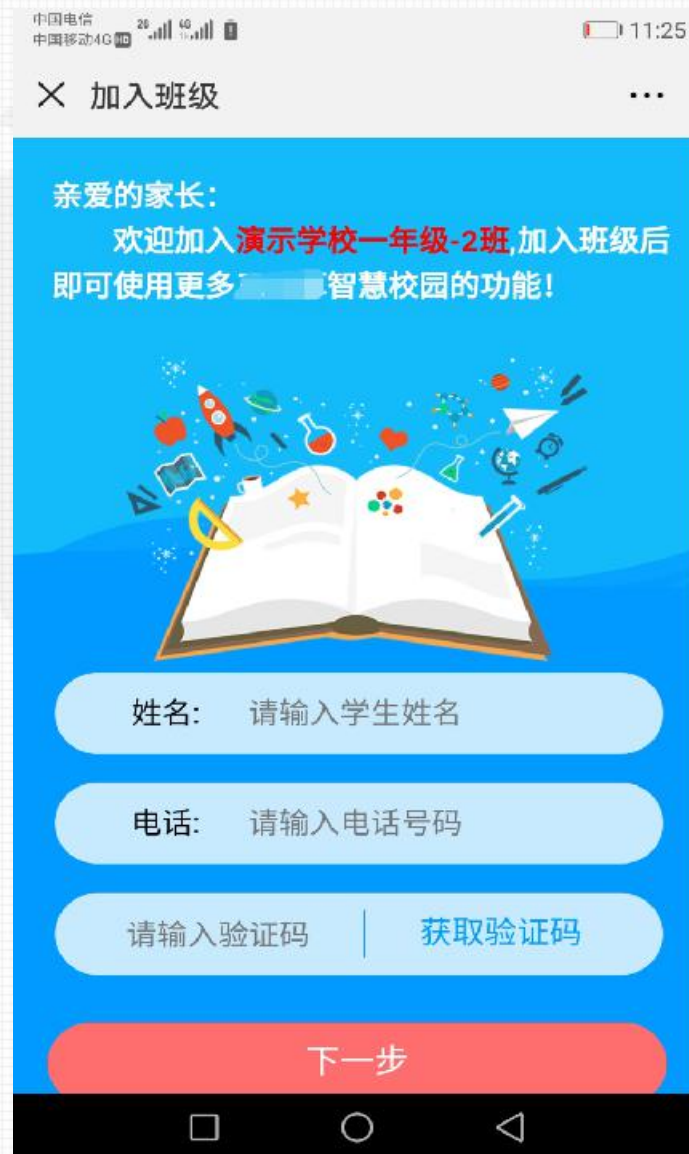 中国电信
中国移动4G HD 2G 4G 11:25
加入班级
亲爱的家长：
欢迎加入演示学校一年级-2班,加入班级后
即可使用更多智慧校园的功能！
姓名:
请输入学生姓名
电话:
请输入电话号码
请输入验证码
获取验证码
下一步